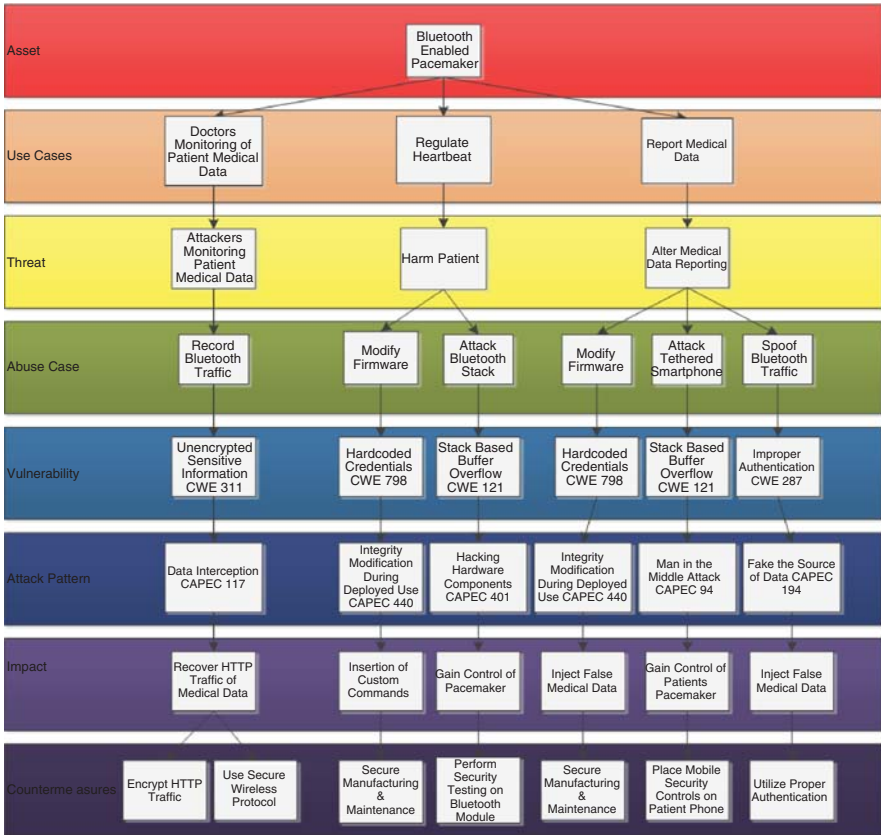 Asset
Bluetooth
Enabled
Pacemaker
Use Cases
Doctors
Monitoring of
Patient Medical
Data
Regulate
Heartbeat
Report Medical
Data
Threat
Attackers
Monitoring
Patient
Medical Data
Harm Patient
Alter Medical
Data Reporting
Abuse Case
Record
Bluetooth
Traffic
Modify
Firmware
Attack
Bluetooth
Stack
Modify
Firmware
Attack
Tethered
Smartphone
Spoof
Bluetooth
Traffic
Vulnerability
Unencrypted
Sensitive
Information
CWE 311
Hardcoded
Credentials
CWE 798
Stack Based
Buffer
Overflow
CWE 121
Hardcoded
Credentials
CWE 798
Stack Based
Buffer
Overflow
CWE 121
Improper
Authentication
CWE 287
Attack Pattern
Data Interception
CAPEC 117
Integrity
Modification
During
Deployed Use
CAPEC 440
Hacking
Hardware
Components
CAPEC 401
Integrity
Modification
During Deployed
Use CAPEC 440
Man in the
Middle Attack
CAPEC 94
Fake the Source
of Data CAPEC
194
Impact
Recover HTTP
Traffic of
Medical Data
Insertion of
Custom
Commands
Gain Control of
Pacemaker
Inject False
Medical Data
Gain Control of
Patients
Pacemaker
Inject False
Medical Data
Counterme asures
Encrypt HTTP
Traffic
Use Secure
Wireless
Protocol
Secure
Manufacturing
&
Maintenance
Perform
Security
Testing on
Bluetooth
Module
Secure
Manufacturing
&
Maintenance
Place Mobile
Security
Controls on
Patient Phone
Utilize Proper
Authentication